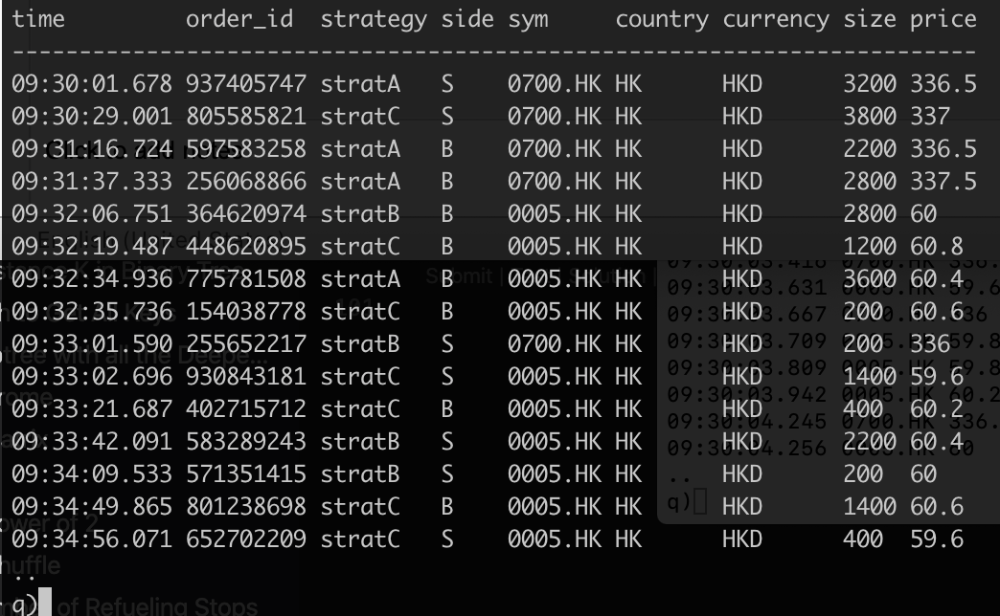 time         order_id  strategy side sym     country currency size price
------------------------------------------------------------------------
09:30:01.678 937405747 stratA   S    0700.HK HK      HKD      3200 336.5
09:30:29.001 805585821 stratC   S    0700.HK HK      HKD      3800 337
09:31:16.724 597583258 stratA   B    0700.HK HK      HKD      2200 336.5
09:31:37.333 256068866 stratA   B    0700.HK HK      HKD      2800 337.5
09:32:06.751 364620974 stratB   B    0005.HK HK      HKD      2800 60
09:32:19.487 448620895 stratC   B    0005.HK HK      HKD      1200 60.8
09:32:34.936 775781508 stratA   B    0005.HK HK      HKD      3600 60.4
09:32:35.736 154038778 stratC   B    0005.HK HK      HKD      200  60.6
09:33:01.590 255652217 stratB   S    0700.HK HK      HKD      200  336
09:33:02.696 930843181 stratC   S    0005.HK HK      HKD      1400 59.6
09:33:21.687 402715712 stratC   B    0005.HK HK      HKD      400  60.2
09:33:42.091 583289243 stratB   S    0005.HK HK      HKD      2200 60.4
09:34:09.533 571351415 stratB   S    0005.HK HK      HKD      200  60
09:34:49.865 801238698 stratC   B    0005.HK HK      HKD      1400 60.6
09:34:56.071 652702209 stratC   S    0005.HK HK      HKD      400  59.6
..
q)
of Refueling Stops
..
q)